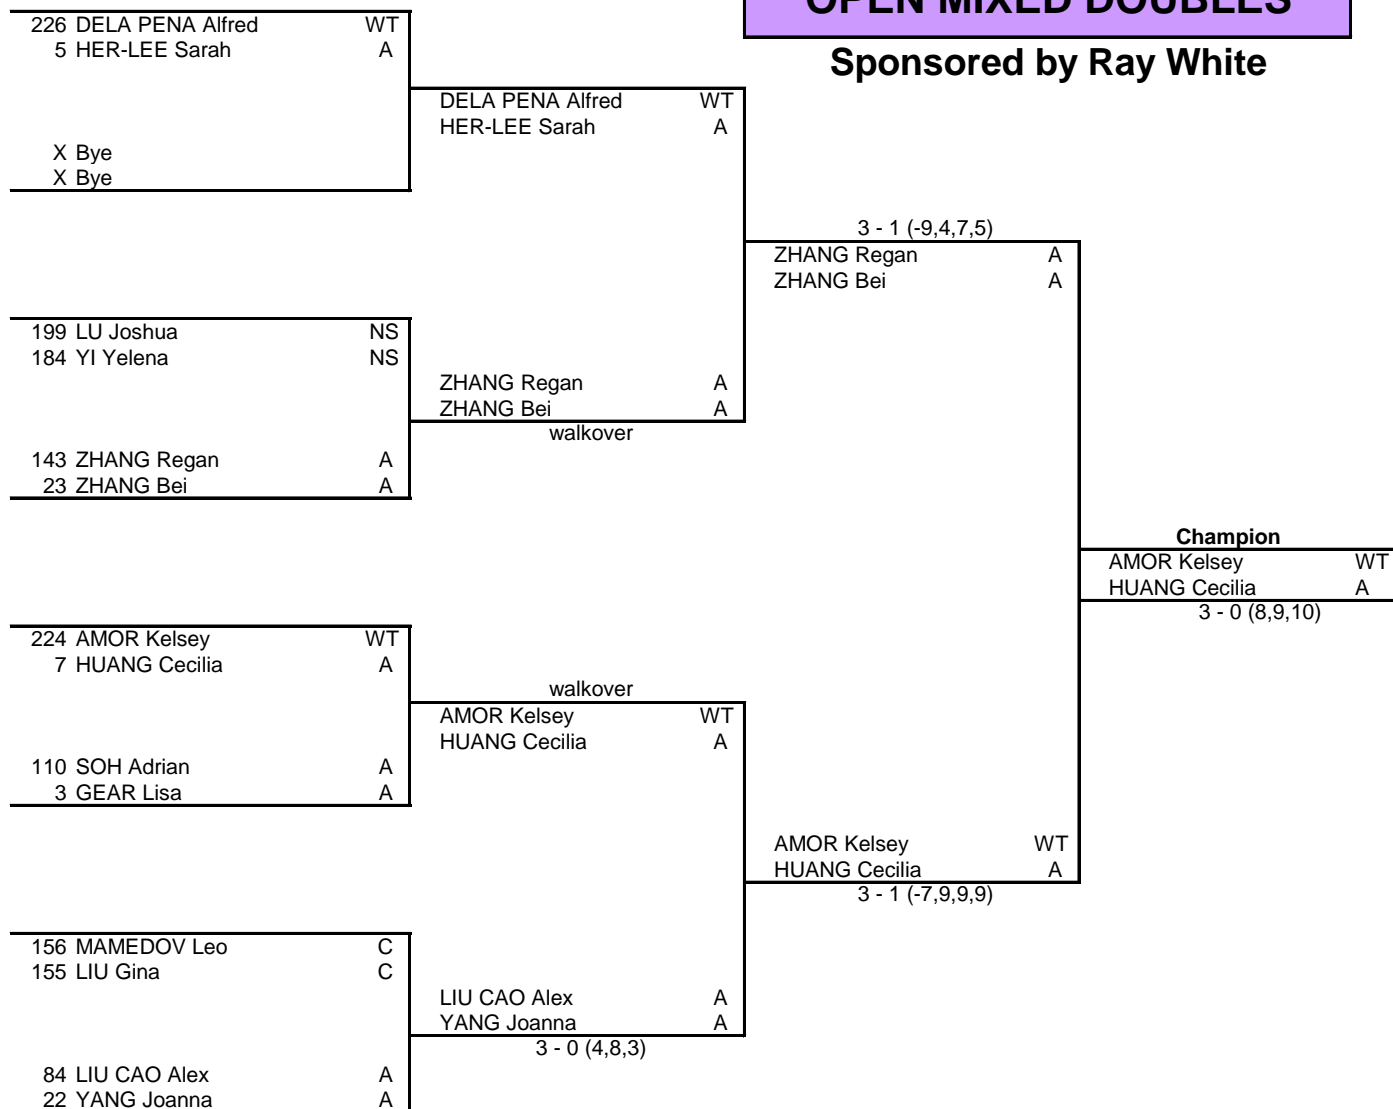 OPEN MIXED DOUBLES
Sponsored by Ray White
226 DELA PENA Alfred WT
5 HER-LEE Sarah A
DELA PENA Alfred WT
HER-LEE Sarah A
X Bye
X Bye
3 - 1 (-9,4,7,5)
ZHANG Regan A
ZHANG Bei A
199 LU Joshua NS
184 YI Yelena NS
ZHANG Regan A
ZHANG Bei A
walkover
143 ZHANG Regan A
23 ZHANG Bei A
Champion
AMOR Kelsey WT
HUANG Cecilia A
3 - 0 (8,9,10)
224 AMOR Kelsey WT
7 HUANG Cecilia A
walkover
AMOR Kelsey WT
HUANG Cecilia A
110 SOH Adrian A
3 GEAR Lisa A
AMOR Kelsey WT
HUANG Cecilia A
3 - 1 (-7,9,9,9)
156 MAMEDOV Leo C
155 LIU Gina C
LIU CAO Alex A
YANG Joanna A
3 - 0 (4,8,3)
84 LIU CAO Alex A
22 YANG Joanna A